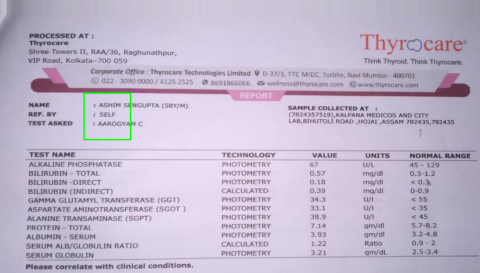 PROCESSED AT :
Thyrocare
Shree Towers II, RAA/36, Raghunathpur,
VIP Road, Kolkata-700 059
Thyrocare®
Think Thyroid. Think Thyrocare.
Corporate Office : Thyrocare Technologies Limited D-37/3, TTC MIDC, Turbhe, Navi Mumbai - 400703
022 - 3090 0000 / 4125 2525 8691866066 wellness@thyrocare.com www.thyrocare.com
REPORT
NAME : ASHIM SENGUPTA (58Y/M)
REF. BY : SELF
TEST ASKED : AAROGYAM C
SAMPLE COLLECTED AT :
(7824357519),KALPANA MEDICOS AND CITY
LAB,BIHUTOLI ROAD ,HOJAI ,ASSAM 782435,782435
TEST NAME TECHNOLOGY VALUE UNITS NORMAL RANGE
ALKALINE PHOSPHATASE PHOTOMETRY 67 U/L 45 - 129
BILIRUBIN - TOTAL PHOTOMETRY 0.57 mg/dl 0.3-1.2
BILIRUBIN -DIRECT PHOTOMETRY 0.18 mg/dl < 0.3
BILIRUBIN (INDIRECT) CALCULATED 0.39 mg/dl 0-0.9
GAMMA GLUTAMYL TRANSFERASE (GGT) PHOTOMETRY 34.3 U/l < 55
ASPARTATE AMINOTRANSFERASE (SGOT ) PHOTOMETRY 33.1 U/l < 35
ALANINE TRANSAMINASE (SGPT) PHOTOMETRY 38.9 U/l < 45
PROTEIN - TOTAL PHOTOMETRY 7.14 gm/dl 5.7-8.2
ALBUMIN - SERUM PHOTOMETRY 3.93 gm/dl 3.2-4.8
SERUM ALB/GLOBULIN RATIO CALCULATED 1.22 Ratio 0.9 - 2
SERUM GLOBULIN PHOTOMETRY 3.21 gm/dL 2.5-3.4
Please correlate with clinical conditions.